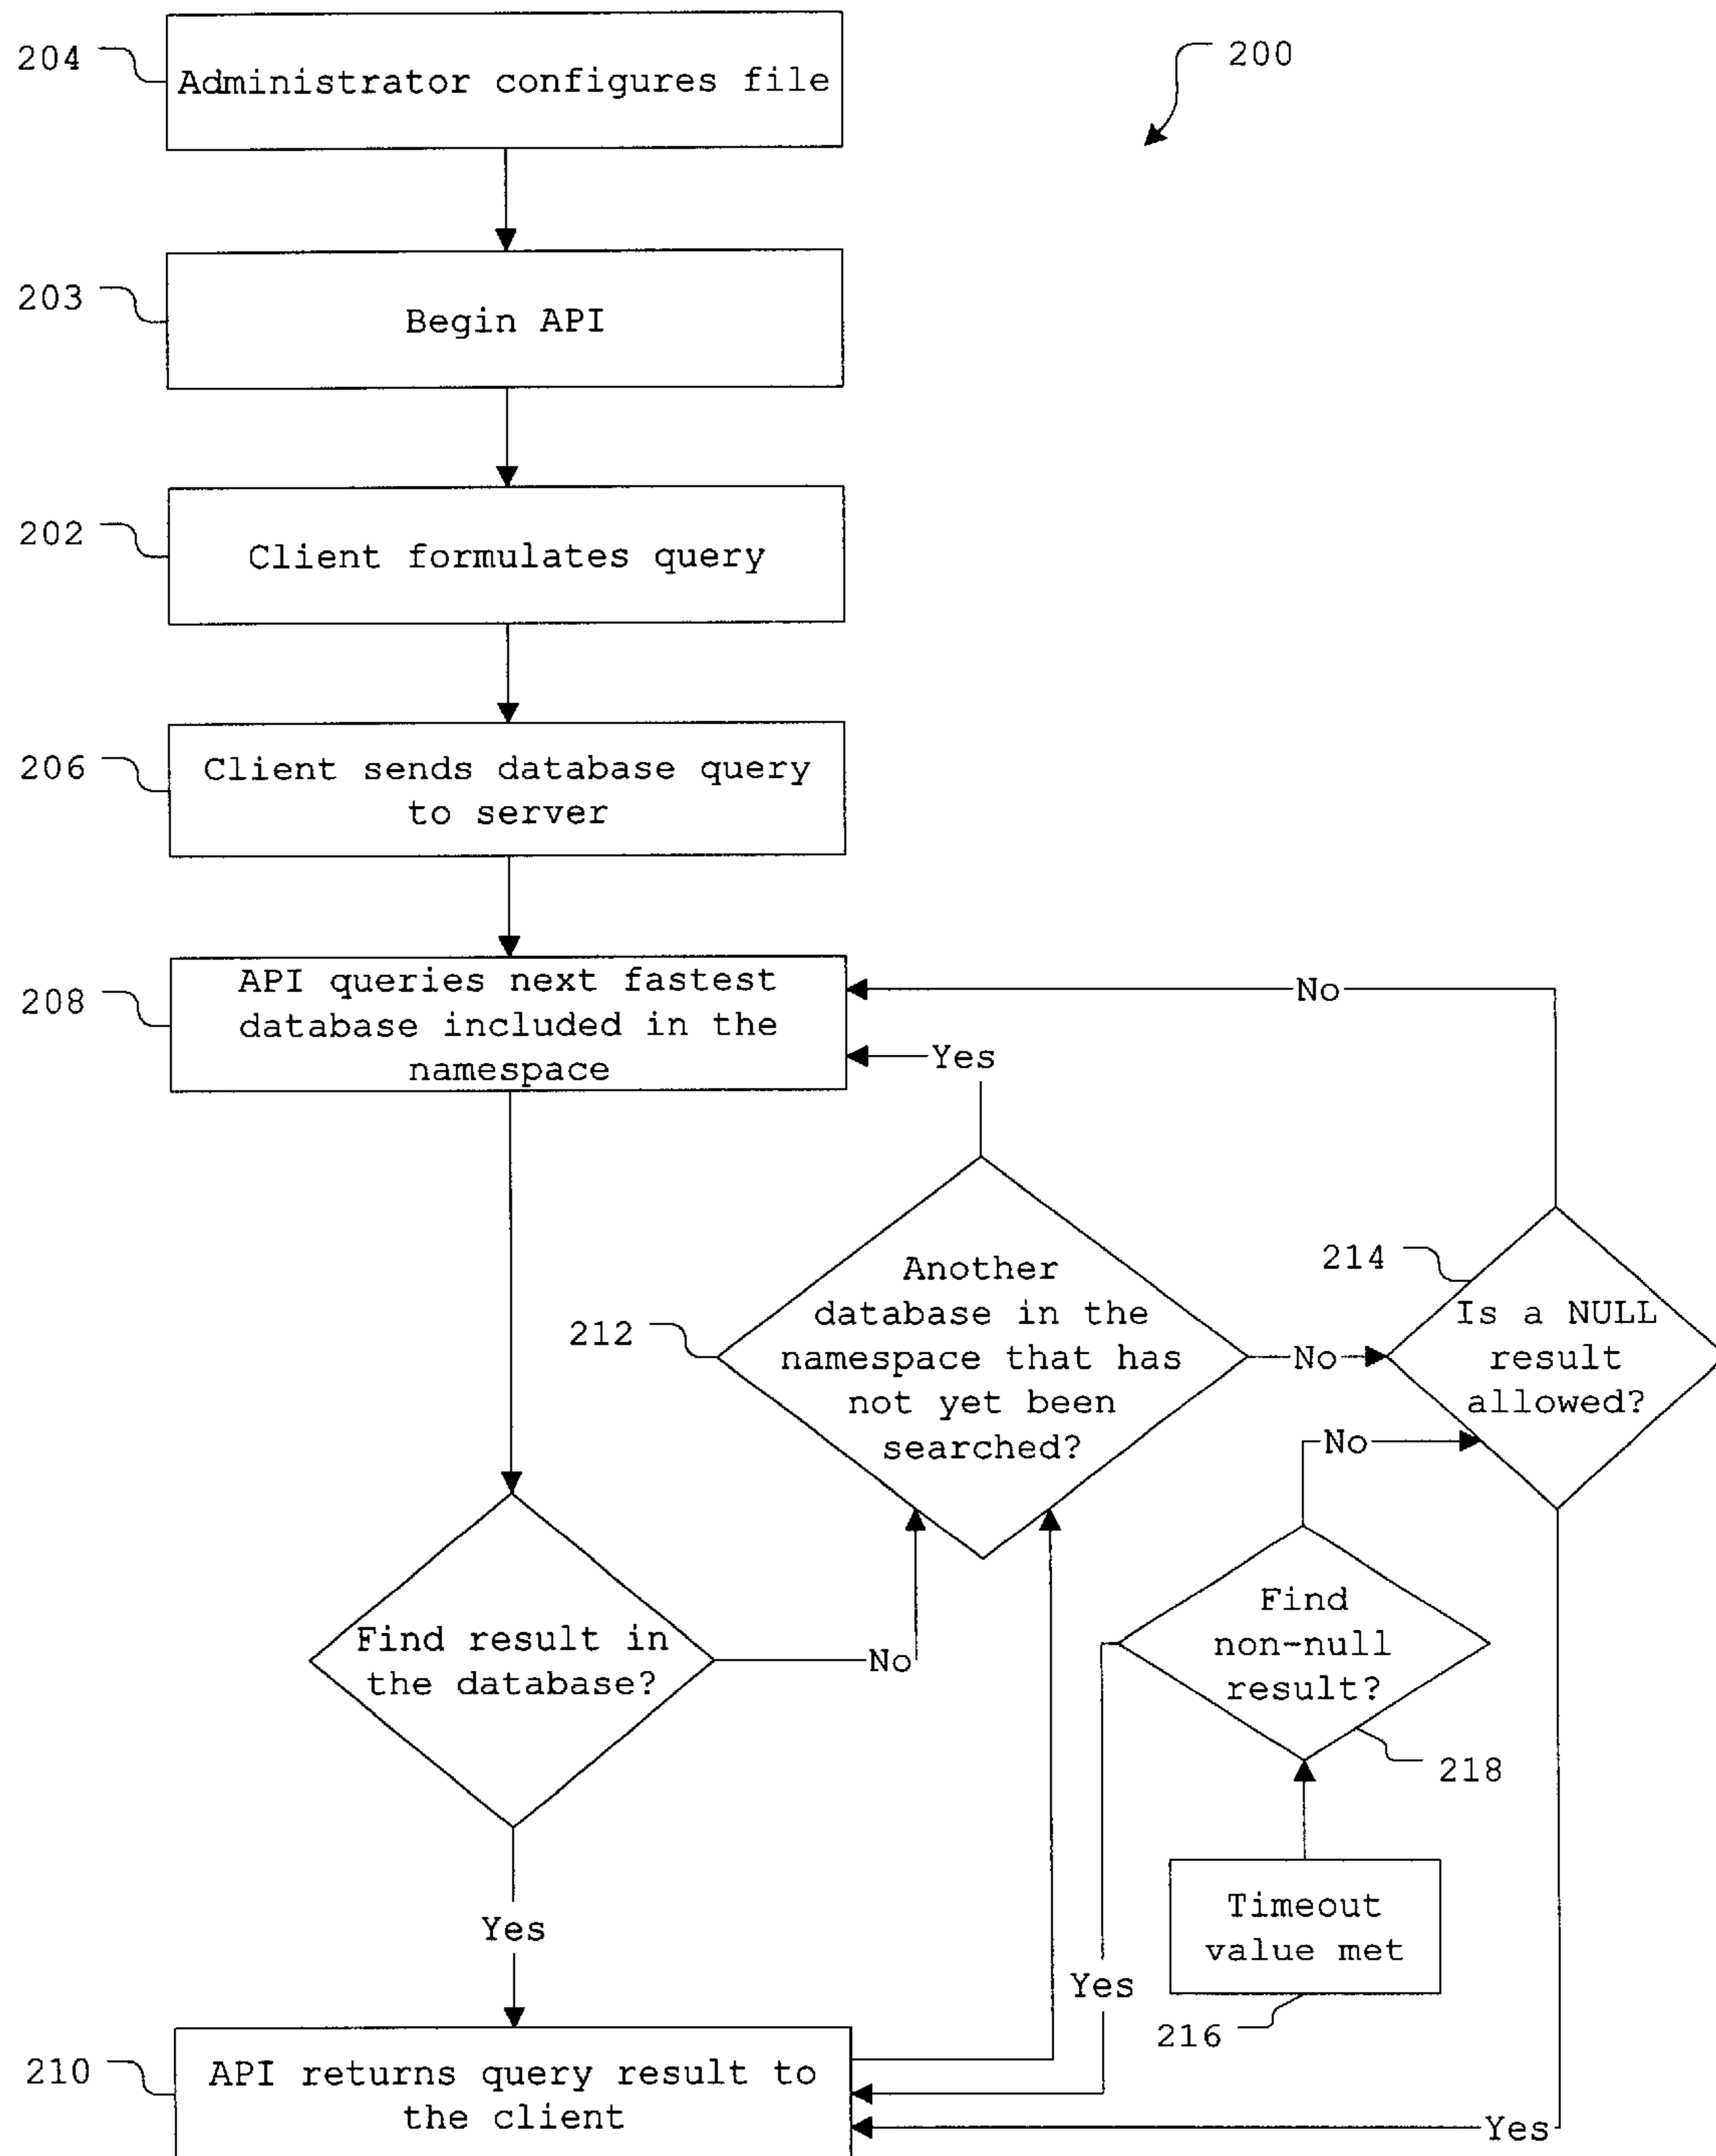 204
Administrator configures file
200
203
Begin API
202
Client formulates query
206
Client sends database query
to server
208
API queries next fastest
database included in the
namespace
No
Yes
212
Another
database in the
namespace that has
not yet been
searched?
No
214
Is a NULL
result
allowed?
No
Find result in
the database?
No
Find
non-null
result?
218
Yes
Timeout
value met
216
Yes
210
API returns query result to
the client
Yes